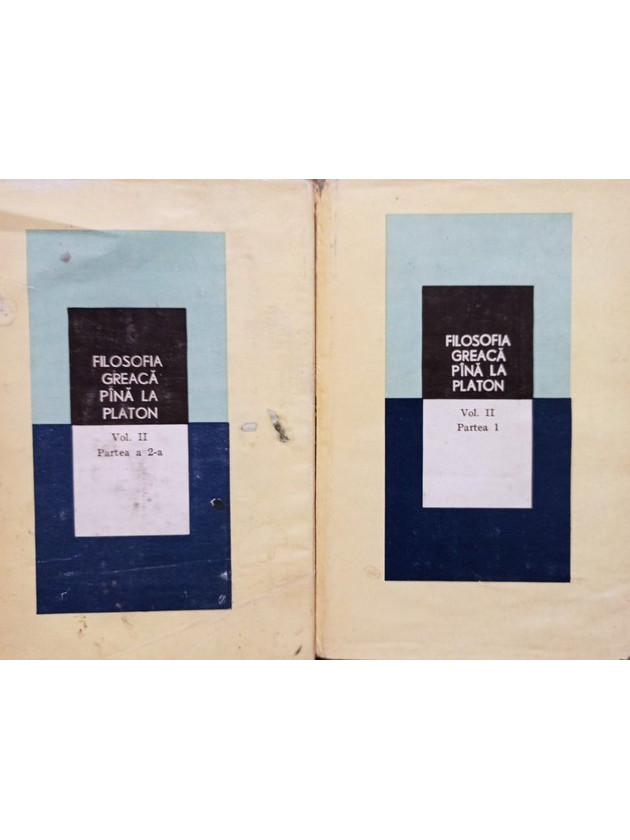 FILOSOFIA
GREACĂ
PÎNĂ LA
PLATON
Vol. II
Partea a 2-a
FILOSOFIA
GREACĂ
PÎNĂ LA
PLATON
Vol. II
Partea 1